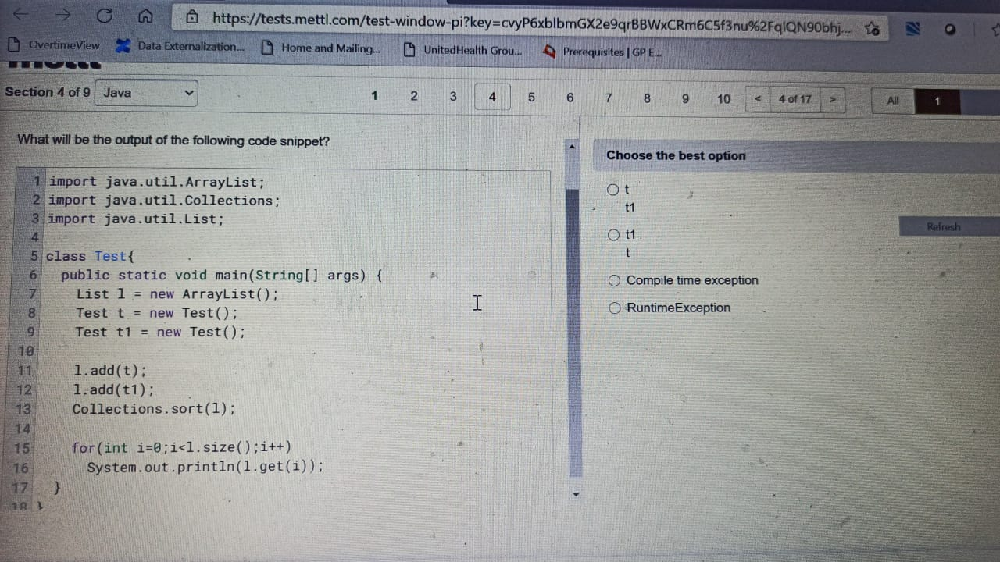 https://tests.mettl.com/test-window-pi?key=cvyP6xblbmGX2e9qrBBWxCRm6C5f3nu%2FqlQN90bhj...
OvertimeView Data Externalization... Home and Mailing... UnitedHealth Grou... Prerequisites | GP E...
Section 4 of 9 Java 1 2 3 4 5 6 7 8 9 10 < 4 of 17 > All 1
What will be the output of the following code snippet?
1 import java.util.ArrayList;
2 import java.util.Collections;
3 import java.util.List;
4
5 class Test{
6 public static void main(String[] args) {
7 List l = new ArrayList();
8 Test t = new Test();
9 Test t1 = new Test();
10
11 l.add(t);
12 l.add(t1);
13 Collections.sort(l);
14
15 for(int i=0;i<l.size();i++)
16 System.out.println(l.get(i));
17 }
18 }
Choose the best option
t
t1
t1
t
Compile time exception
RuntimeException
Refresh